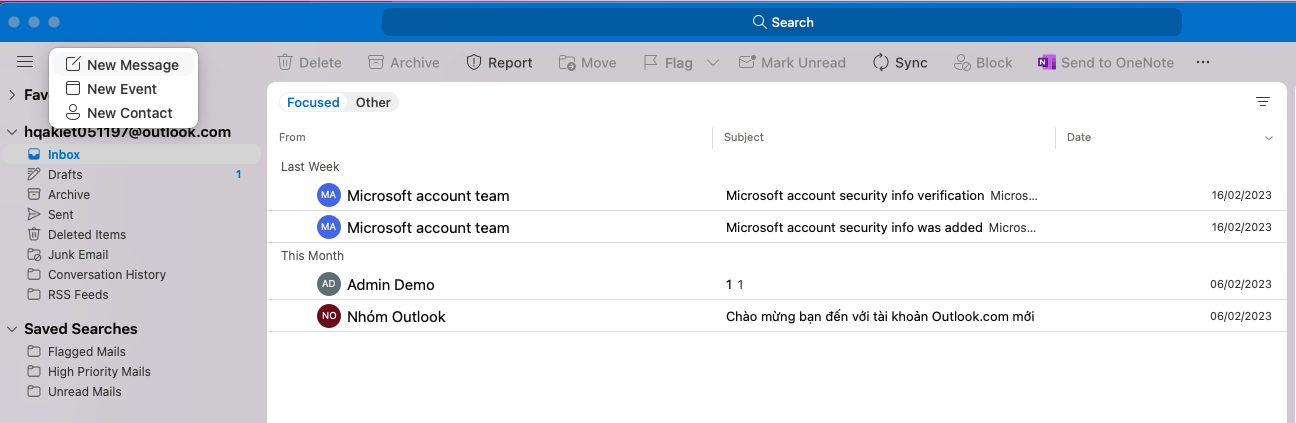 Search
New Message
New Event
New Contact
Delete
Archive
Report
Move
Flag
Mark Unread
Sync
Block
Send to OneNote
Focused
Other
hqakiet051197@outlook.com
Inbox
Drafts 1
Archive
Sent
Deleted Items
Junk Email
Conversation History
RSS Feeds
Saved Searches
Flagged Mails
High Priority Mails
Unread Mails
From Subject Date
Last Week
MA Microsoft account team Microsoft account security info verification Micros... 16/02/2023
MA Microsoft account team Microsoft account security info was added Micros... 16/02/2023
This Month
AD Admin Demo 1 1 06/02/2023
NO Nhóm Outlook Chào mừng bạn đến với tài khoản Outlook.com mới 06/02/2023